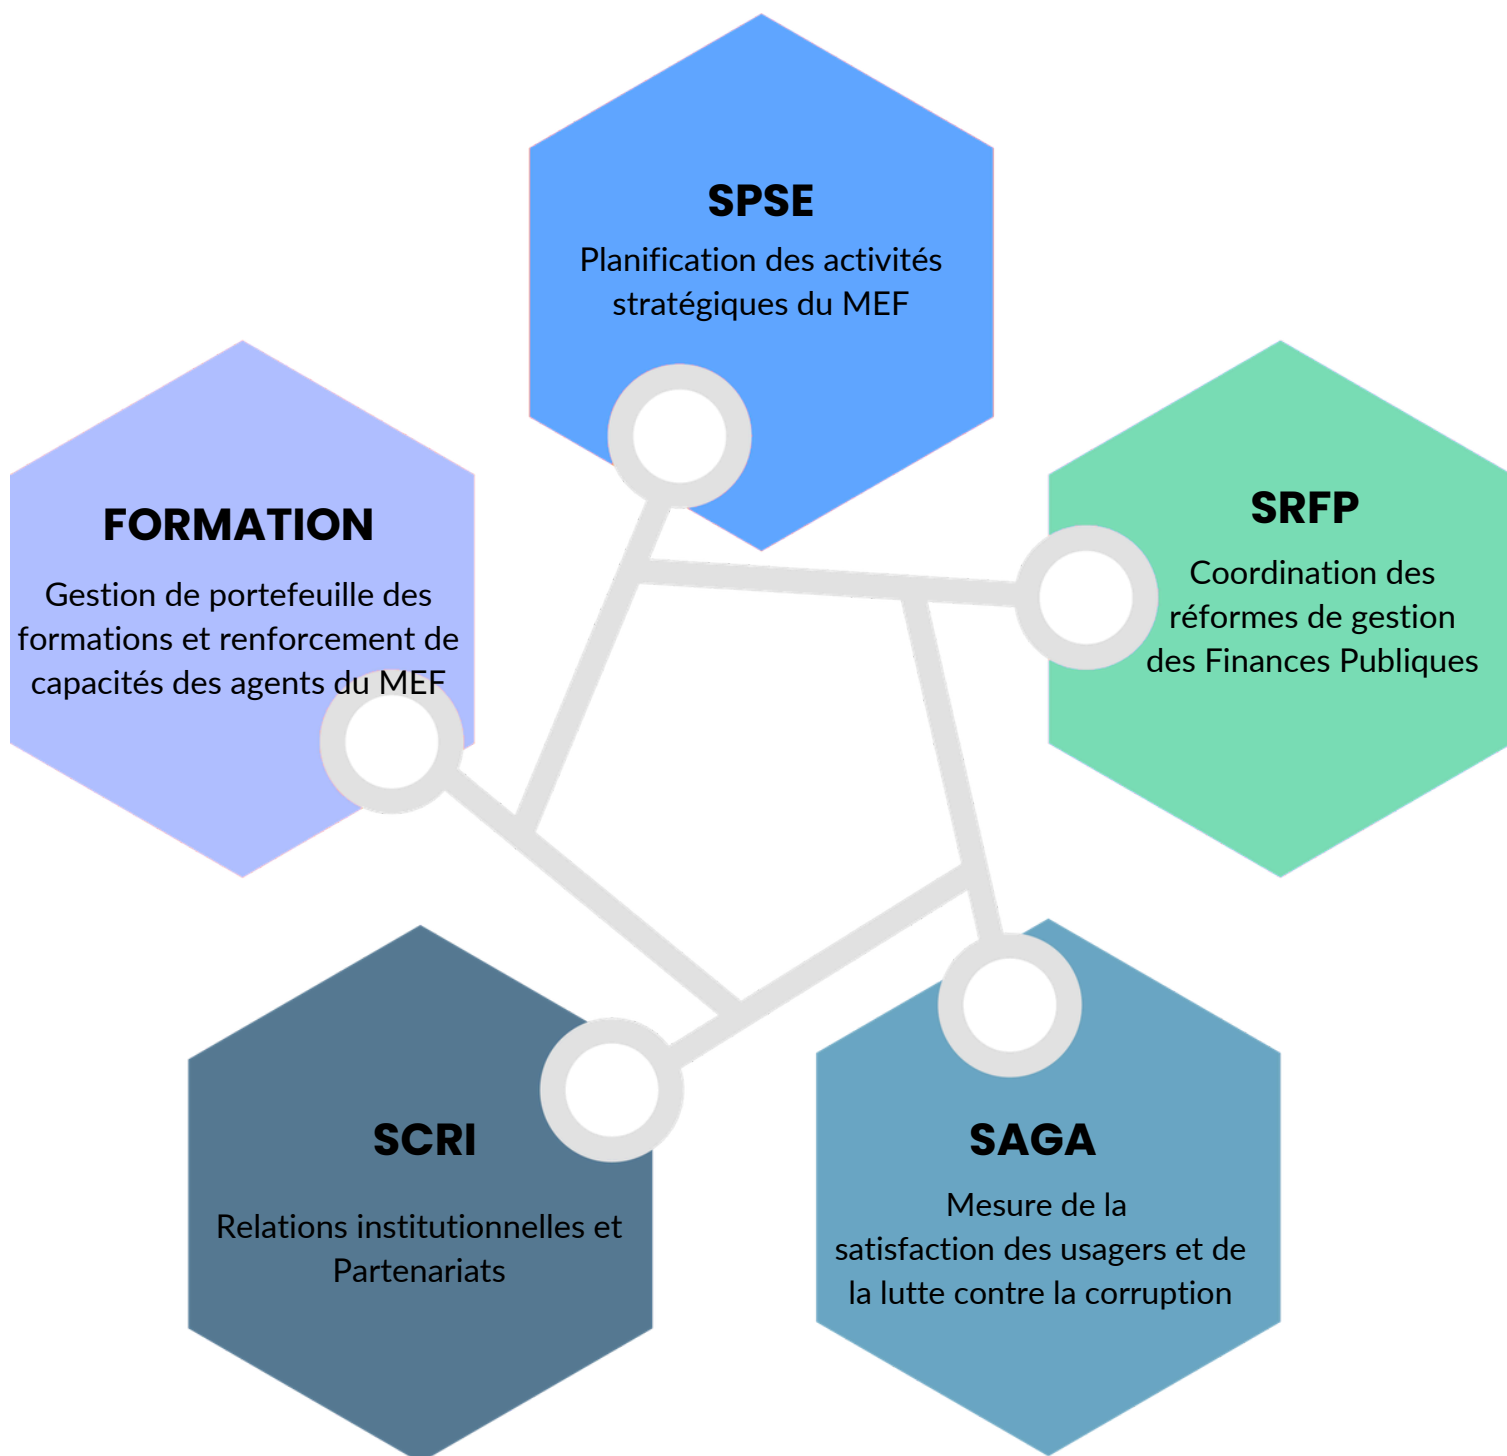 SPSE
Planification des activités
stratégiques du MEF
FORMATION
Gestion de portefeuille des
formations et renforcement de
capacités des agents du MEF
SRFP
Coordination des
réformes de gestion
des Finances Publiques
SCRI
Relations institutionnelles et
Partenariats
SAGA
Mesure de la
satisfaction des usagers et de
la lutte contre la corruption